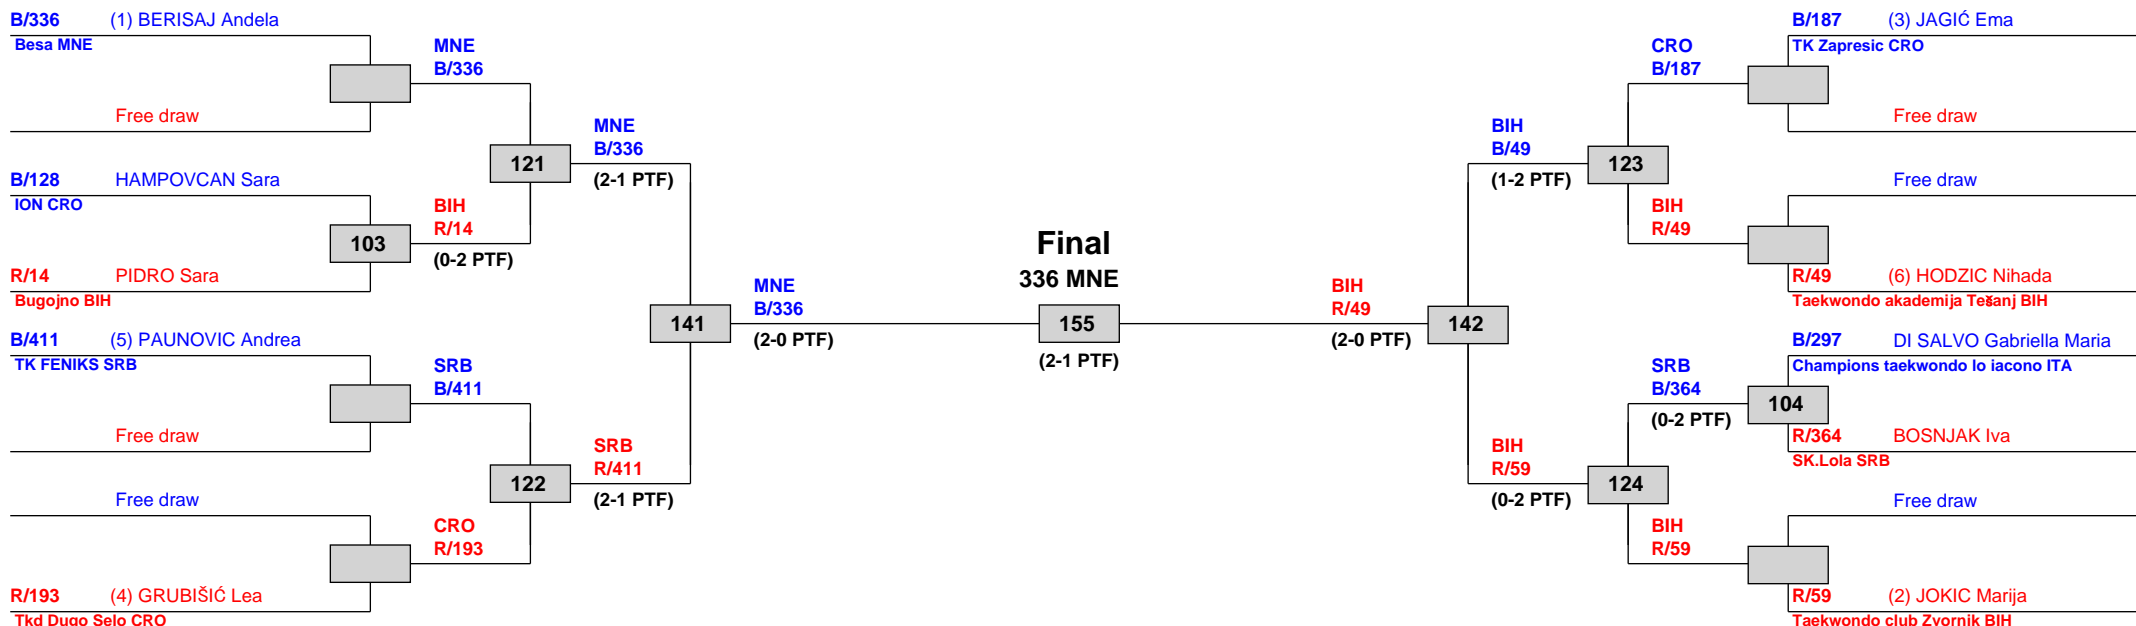 B/336 (1) BERISAJ Andela
Besa MNE
Free draw
MNE
B/336
B/128 HAMPOVCAN Sara
ION CRO
103
R/14 PIDRO Sara
Bugojno BIH
BIH
R/14
(0-2 PTF)
121
MNE
B/336
(2-1 PTF)
B/411 (5) PAUNOVIC Andrea
TK FENIKS SRB
Free draw
SRB
B/411
Free draw
R/193 (4) GRUBIŠIĆ Lea
Tkd Dugo Selo CRO
CRO
R/193
122
SRB
R/411
(2-1 PTF)
141
MNE
B/336
(2-0 PTF)
Final
336 MNE
155
(2-1 PTF)
BIH
R/49
(2-0 PTF)
142
BIH
B/49
(1-2 PTF)
123
CRO
B/187
B/187 (3) JAGIĆ Ema
TK Zapresic CRO
Free draw
BIH
R/49
Free draw
R/49 (6) HODZIC Nihada
Taekwondo akademija Tešanj BIH
BIH
R/59
(0-2 PTF)
124
SRB
B/364
(0-2 PTF)
104
B/297 DI SALVO Gabriella Maria
Champions taekwondo lo iacono ITA
R/364 BOSNJAK Iva
SK.Lola SRB
BIH
R/59
Free draw
R/59 (2) JOKIC Marija
Taekwondo club Zvornik BIH